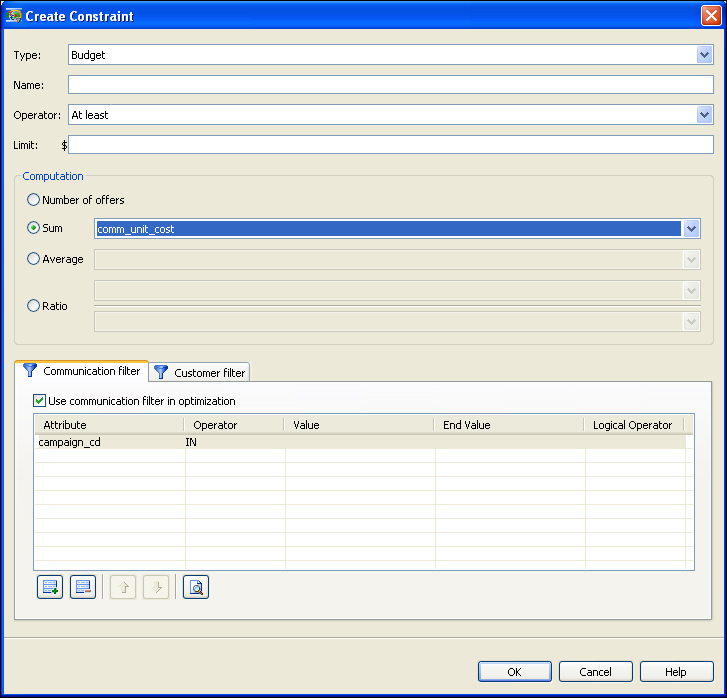 Create Constraint
Type: Budget
Name:
Operator: At least
Limit: $
Computation
Number of offers
Sum comm_unit_cost
Average
Ratio
Communication filter Customer filter
Use communication filter in optimization
Attribute Operator Value End Value Logical Operator
campaign_cd IN
OK Cancel Help